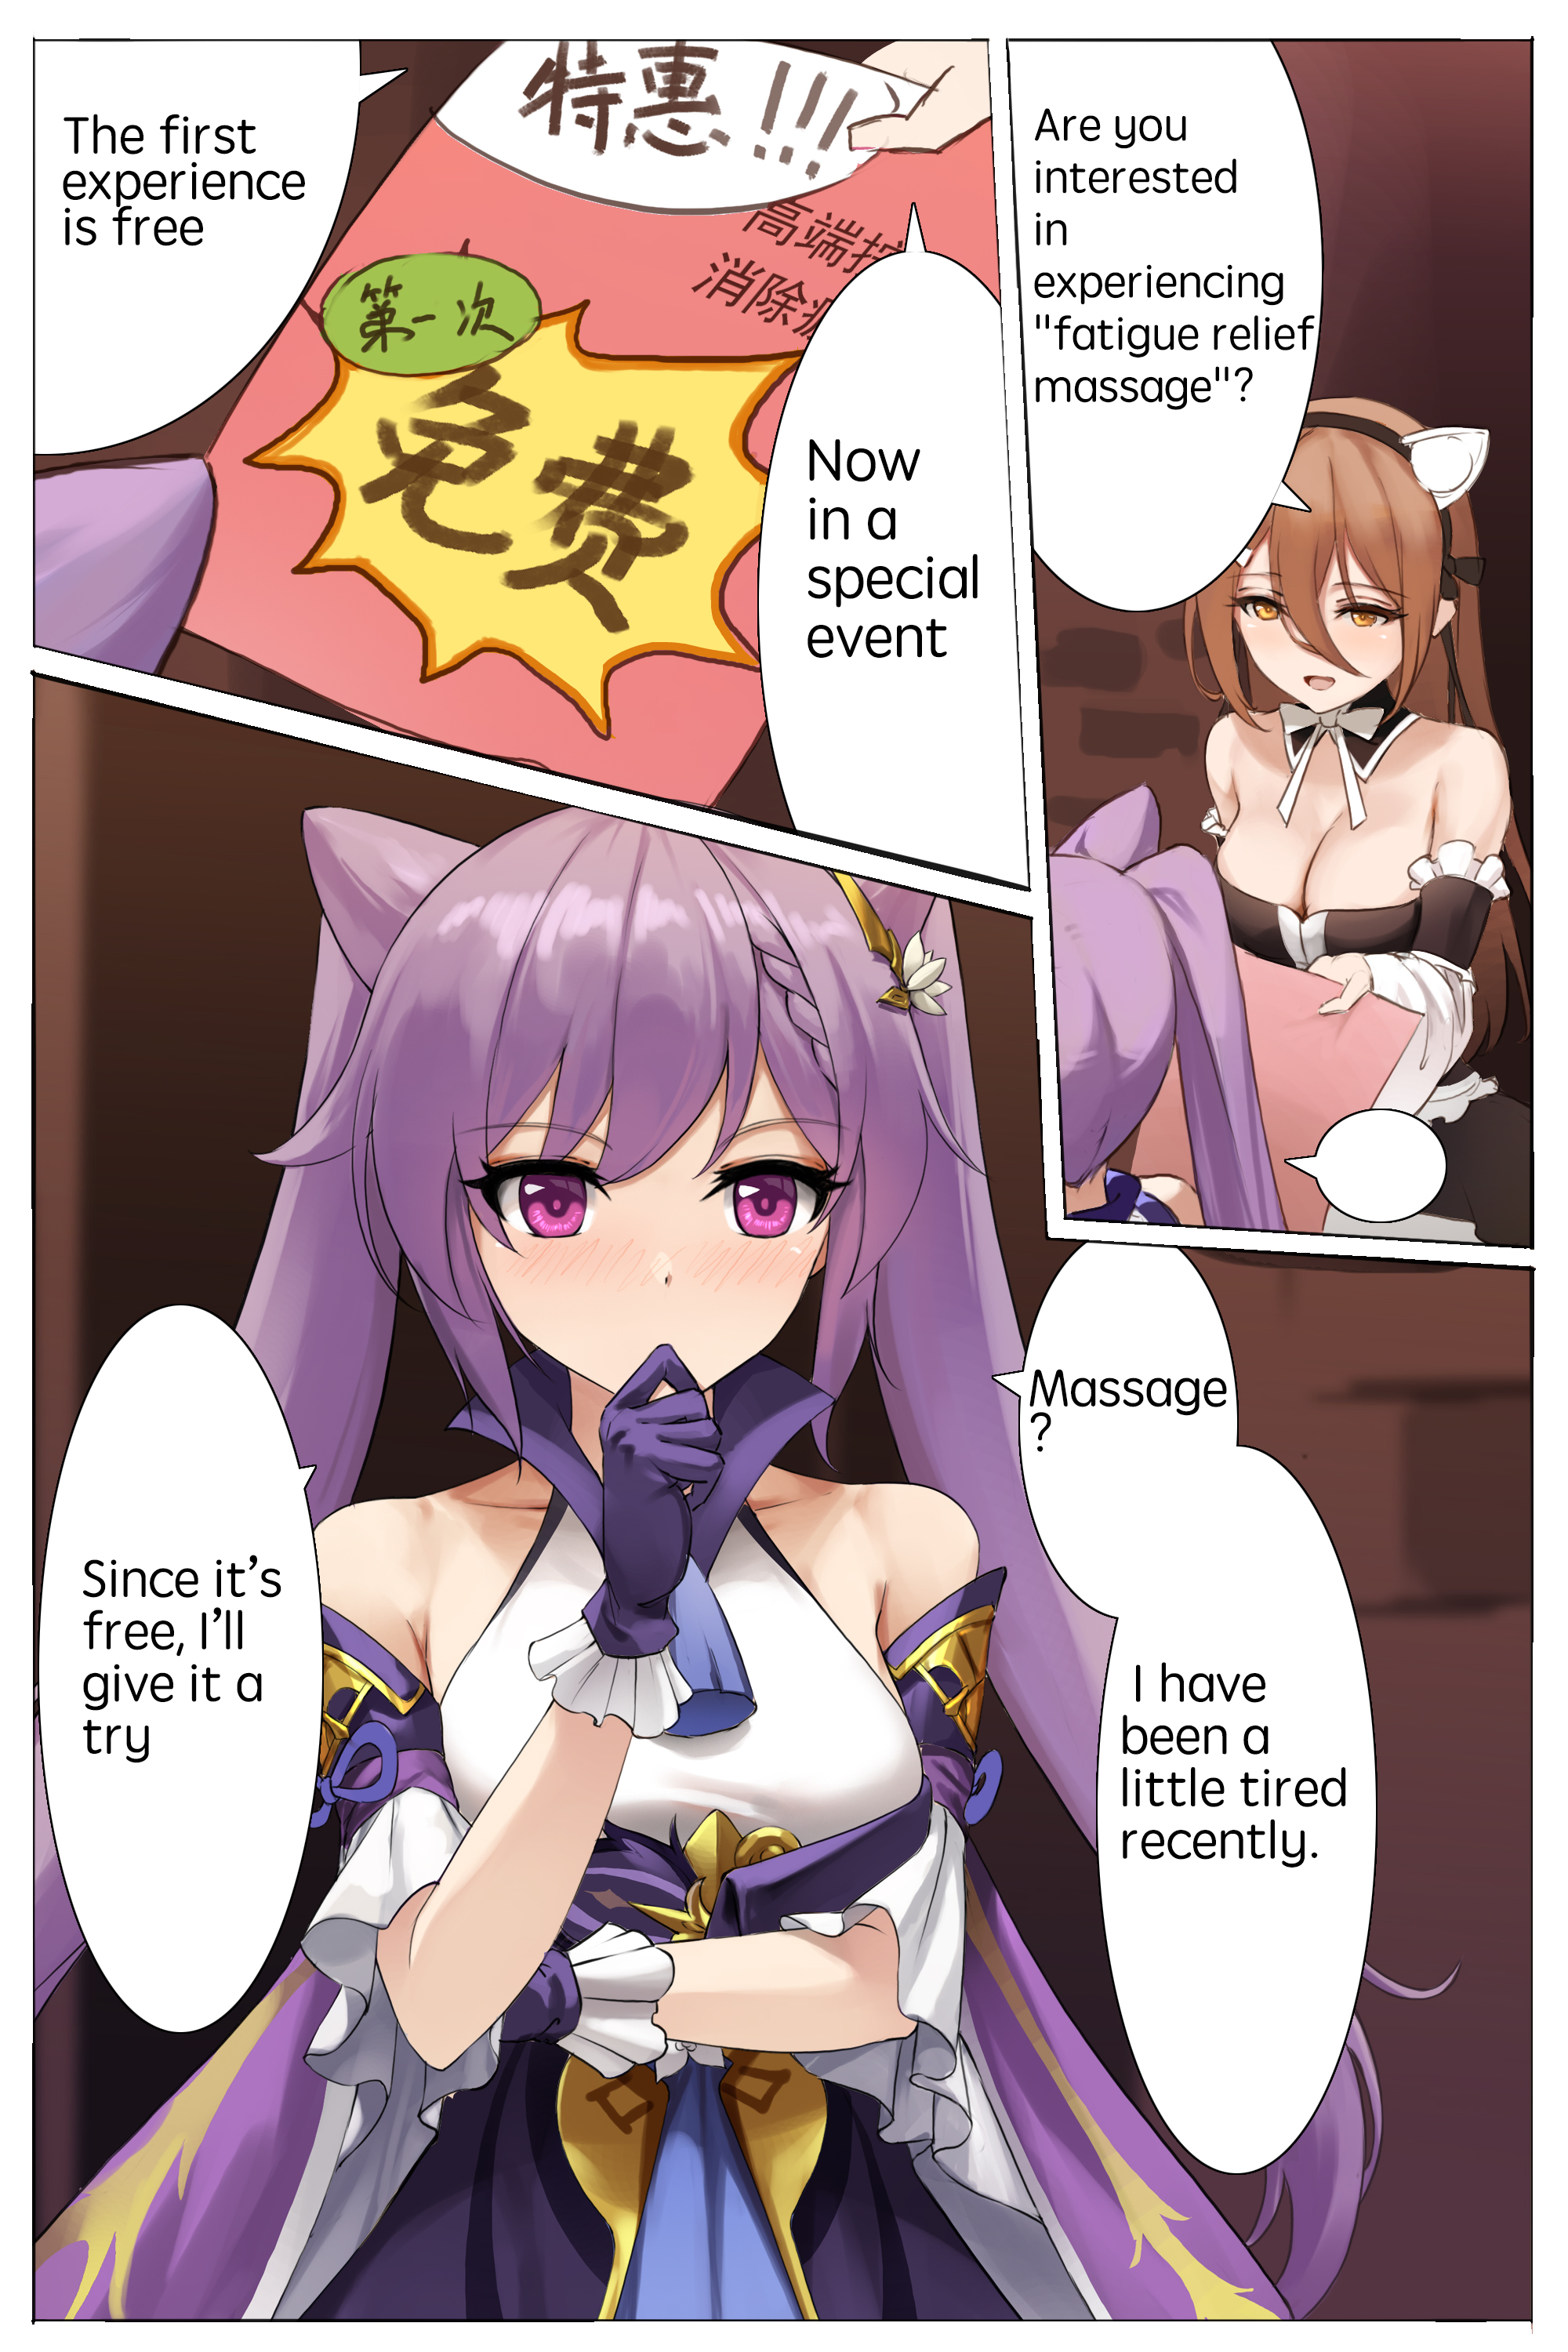 Are you
interested
in
experiencing
"fatigue relief
massage"?
特惠!!!
高端按
消除疲
第一次
免费
Now
in a
special
event
The first
experience
is free
Massage
?
I have
been a
little tired
recently.
Since it’s
free, I’ll
give it a
try